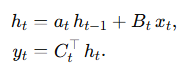 h_t = a_t h_{t−1} + B_t x_t,
y_t = C_t^⊤ h_t.